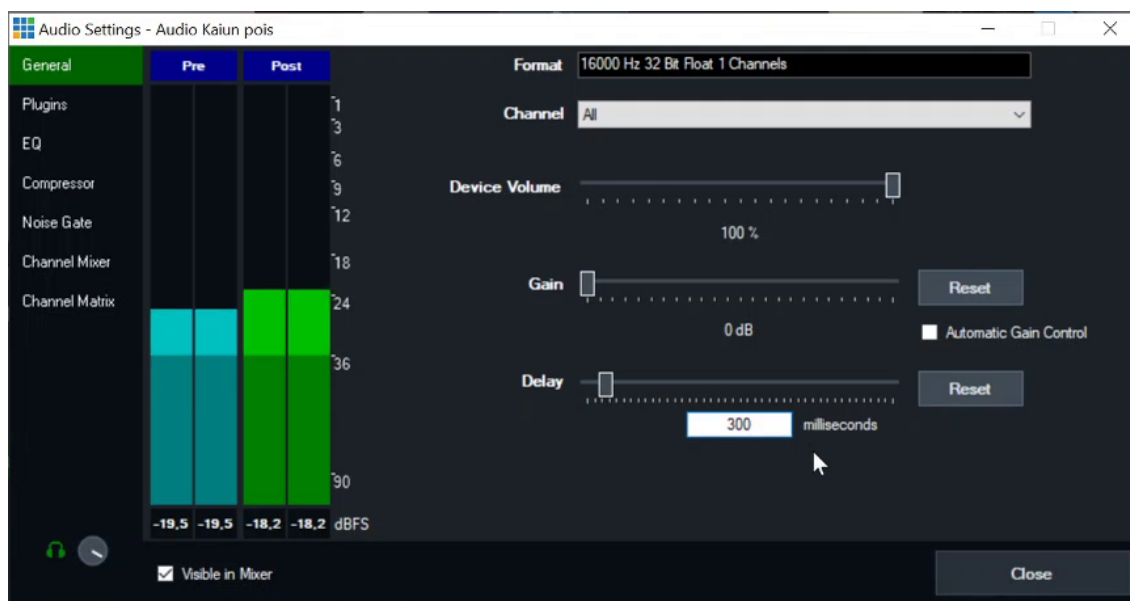 Audio Settings - Audio Kaiun pois
General
Plugins
EQ
Compressor
Noise Gate
Channel Mixer
Channel Matrix
Pre Post
1
3
6
9
12
18
24
36
90
-19,5 -19,5 -18,2 -18,2 dBFS
Format 16000 Hz 32 Bit Float 1 Channels
Channel All
Device Volume
100 %
Gain Reset
0 dB Automatic Gain Control
Delay Reset
300 milliseconds
Visible in Mixer
Close